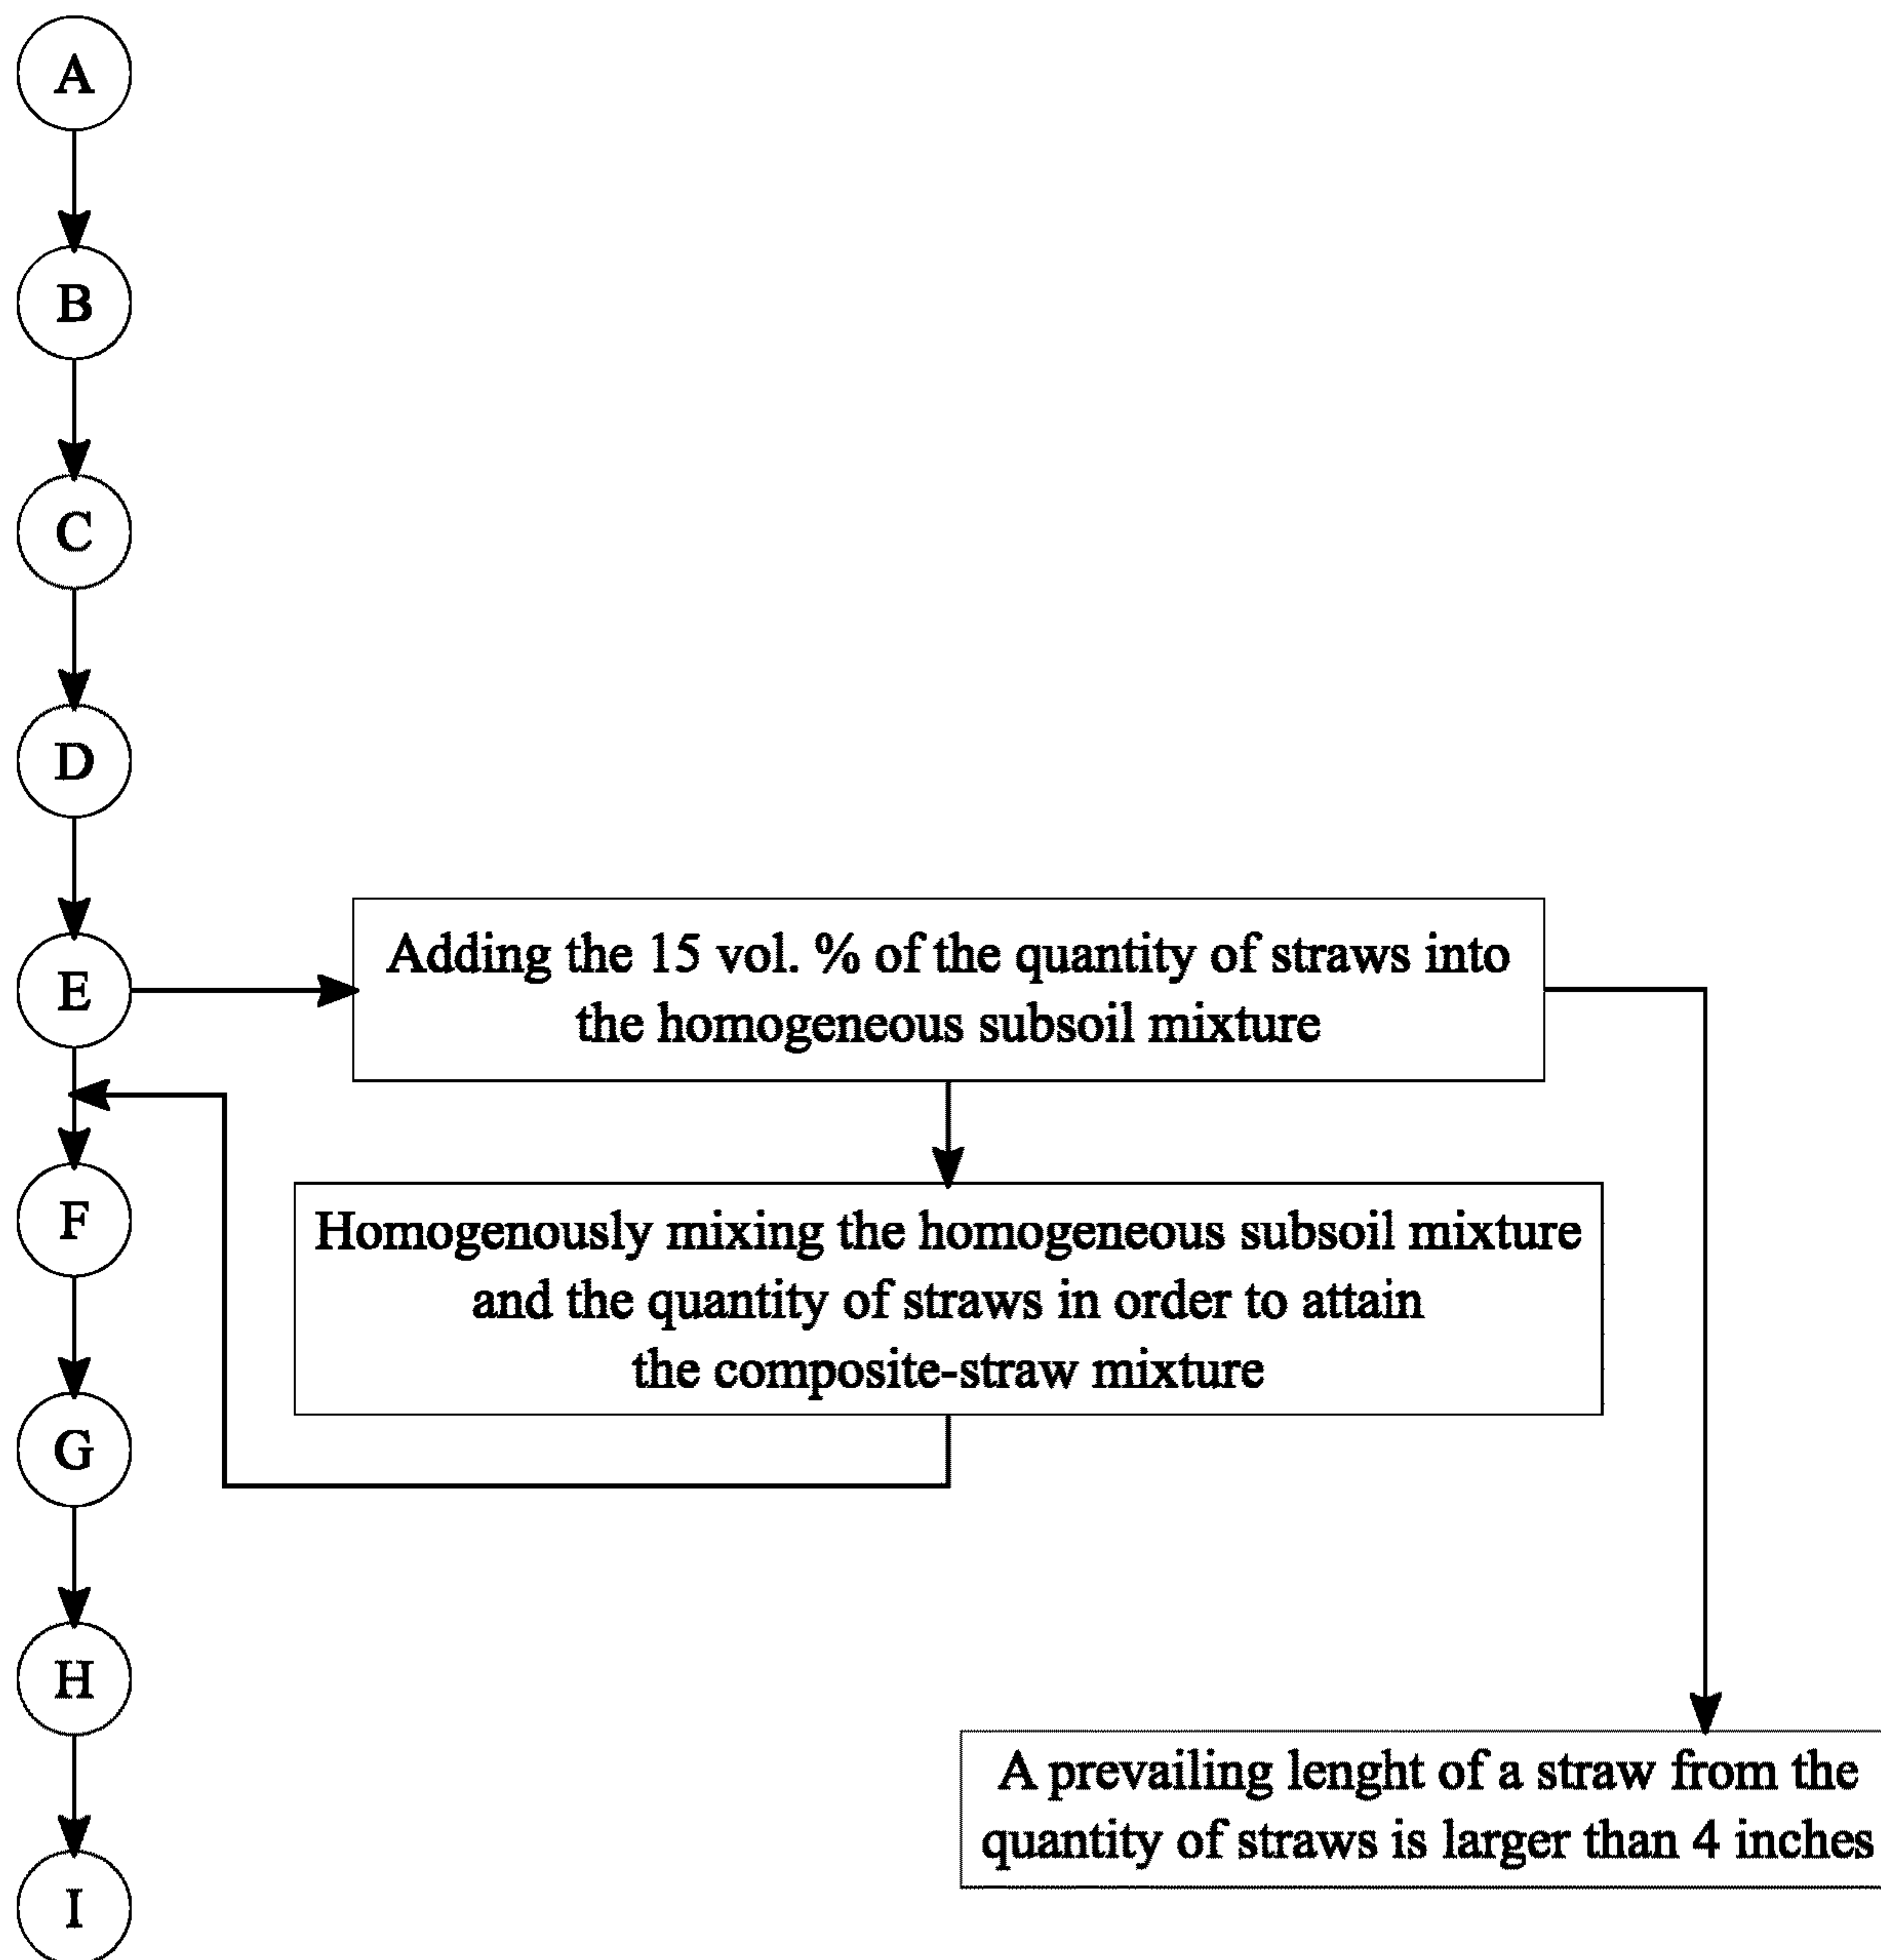 A
B
C
D
E
Adding the 15 vol. % of the quantity of straws into
the homogeneous subsoil mixture
F
Homogenously mixing the homogeneous subsoil mixture
and the quantity of straws in order to attain
the composite-straw mixture
G
H
A prevailing lenght of a straw from the
quantity of straws is larger than 4 inches
I